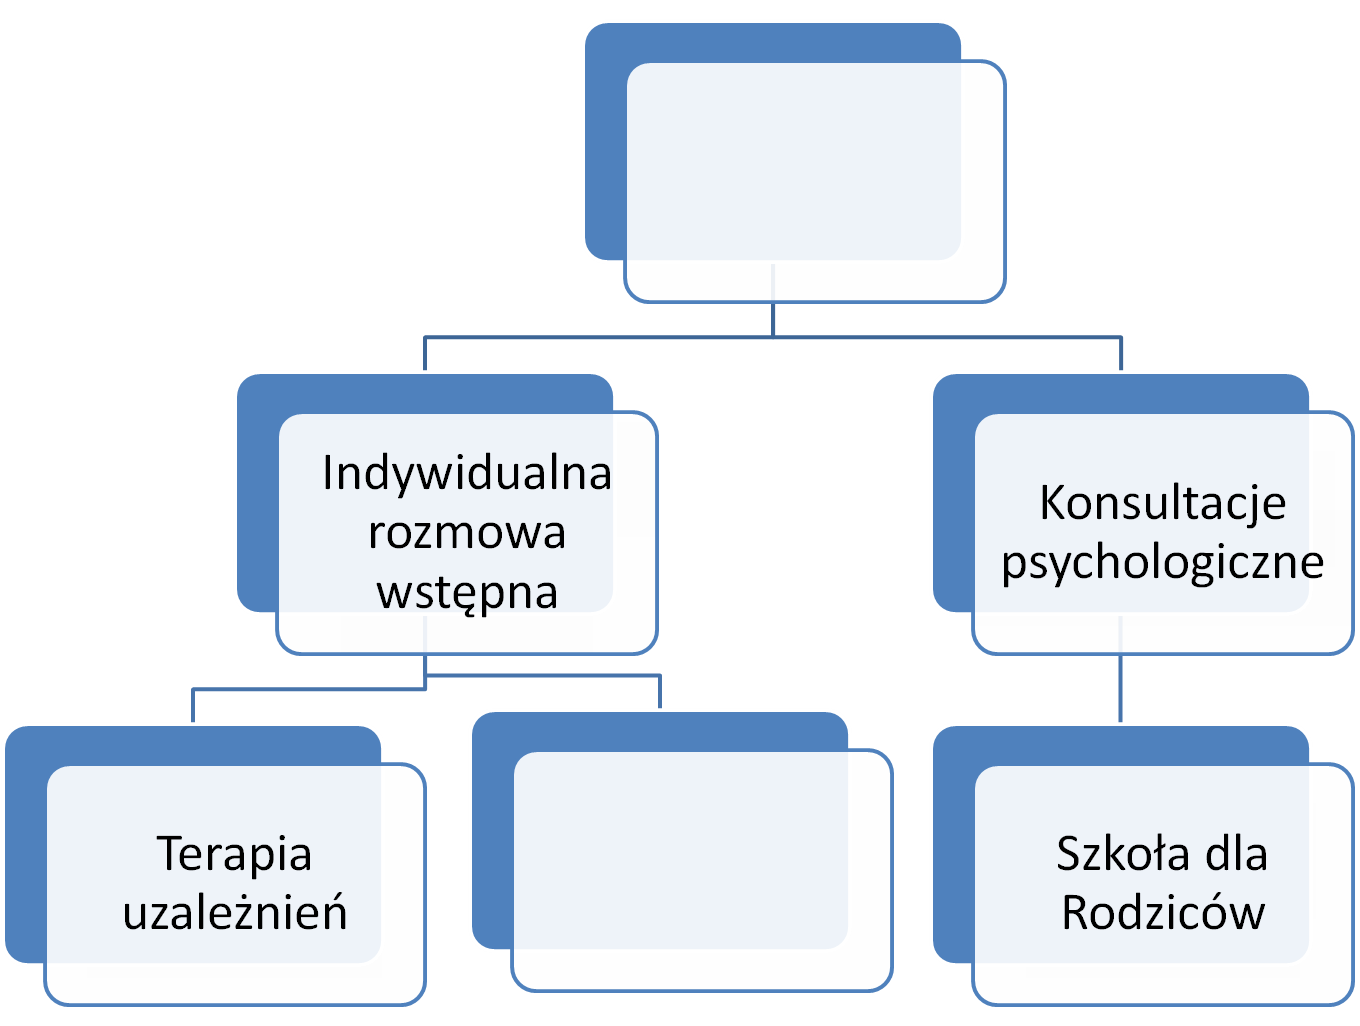 Indywidualna
rozmowa
wstępna
Konsultacje
psychologiczne
Terapia
uzależnień
Szkoła dla
Rodziców